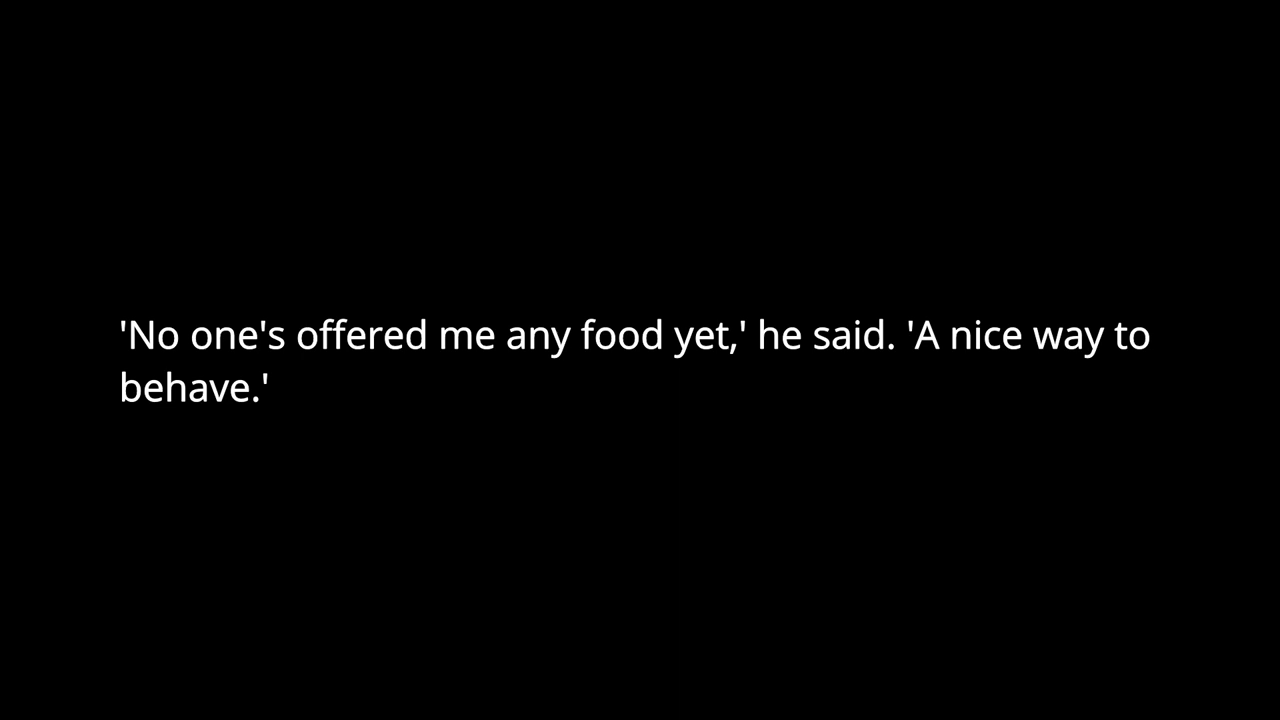 'No one's offered me any food yet,' he said. 'A nice way to
behave.'